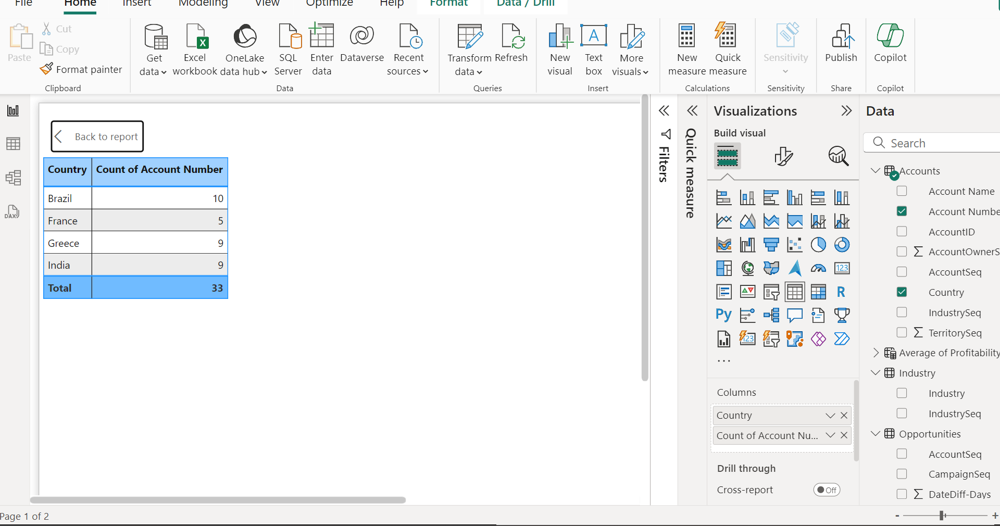 File Home Insert Modeling View Optimize Help Format Data / Drill
Paste
Cut
Copy
Format painter
Clipboard
Get data
Excel workbook
OneLake data hub
SQL Server
Enter data
Dataverse
Recent sources
Data
Transform data
Refresh
Queries
New visual
Text box
A
More visuals
Insert
New measure
Quick measure
Calculations
Sensitivity
Sensitivity
Publish
Share
Copilot
Copilot
DAX
Back to report
Country Count of Account Number
Brazil 10
France 5
Greece 9
India 9
Total 33
Filters
Quick measure
Visualizations
Build visual
123
R
Py
123
...
Columns
Country
Count of Account Nu...
Drill through
Cross-report Off
Data
Search
Accounts
Account Name
Account Numbe
AccountID
∑ AccountOwnerS
AccountSeq
Country
IndustrySeq
∑ TerritorySeq
Average of Profitability
Industry
Industry
IndustrySeq
Opportunities
AccountSeq
CampaignSeq
∑ DateDiff-Days
Page 1 of 2
- +